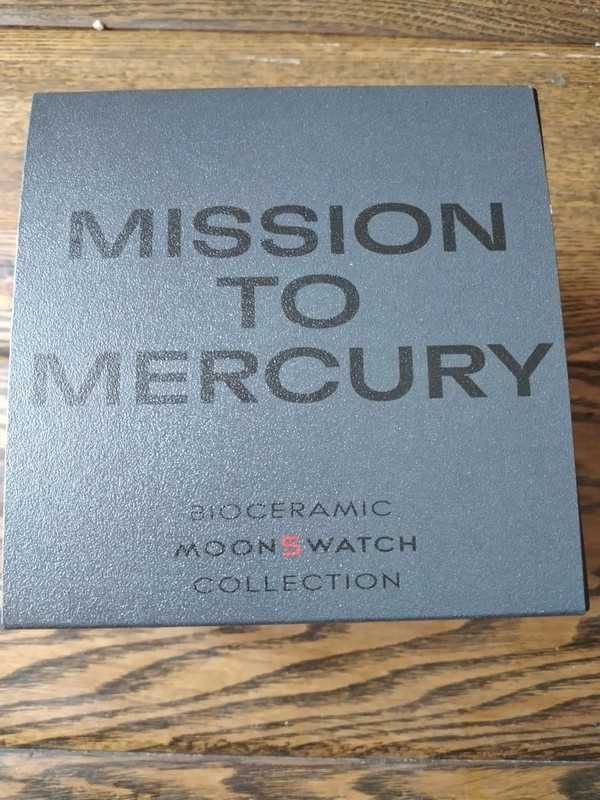 MISSION
TO
MERCURY
BIOCERAMIC
MOONSWATCH
COLLECTION